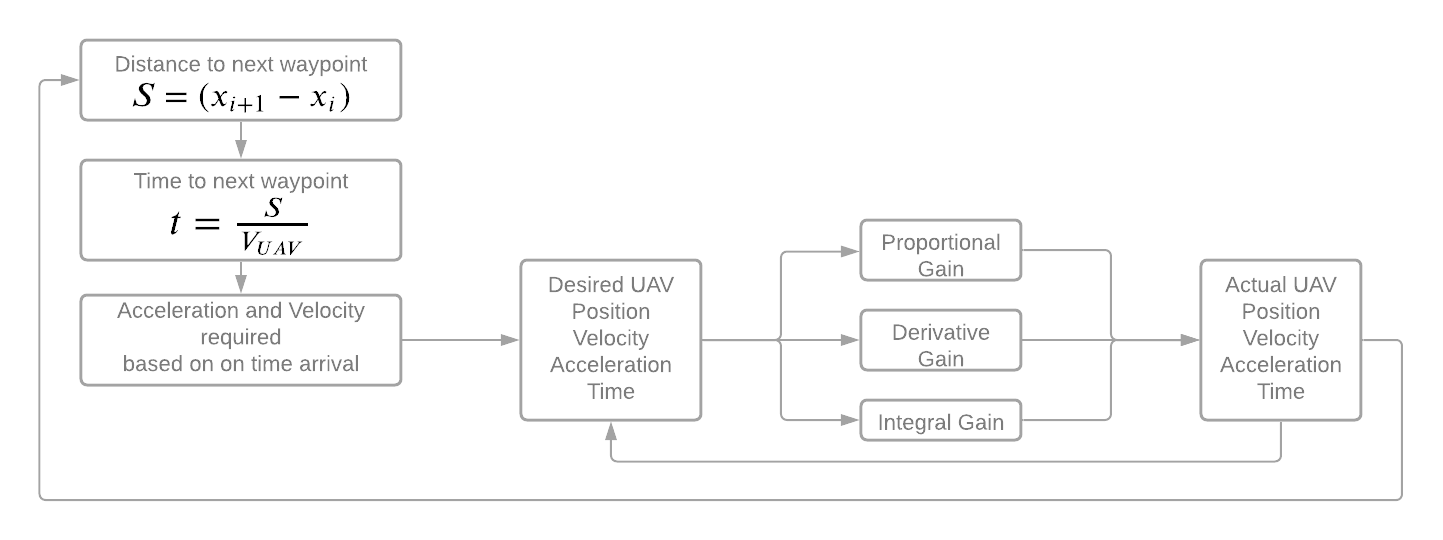 Distance to next waypoint
S = (x_{i+1} − x_i)
Time to next waypoint
t = \frac{S}{V_{UAV}}
Acceleration and Velocity
required
based on on time arrival
Desired UAV
Position
Velocity
Acceleration
Time
Proportional
Gain
Derivative
Gain
Integral Gain
Actual UAV
Position
Velocity
Acceleration
Time